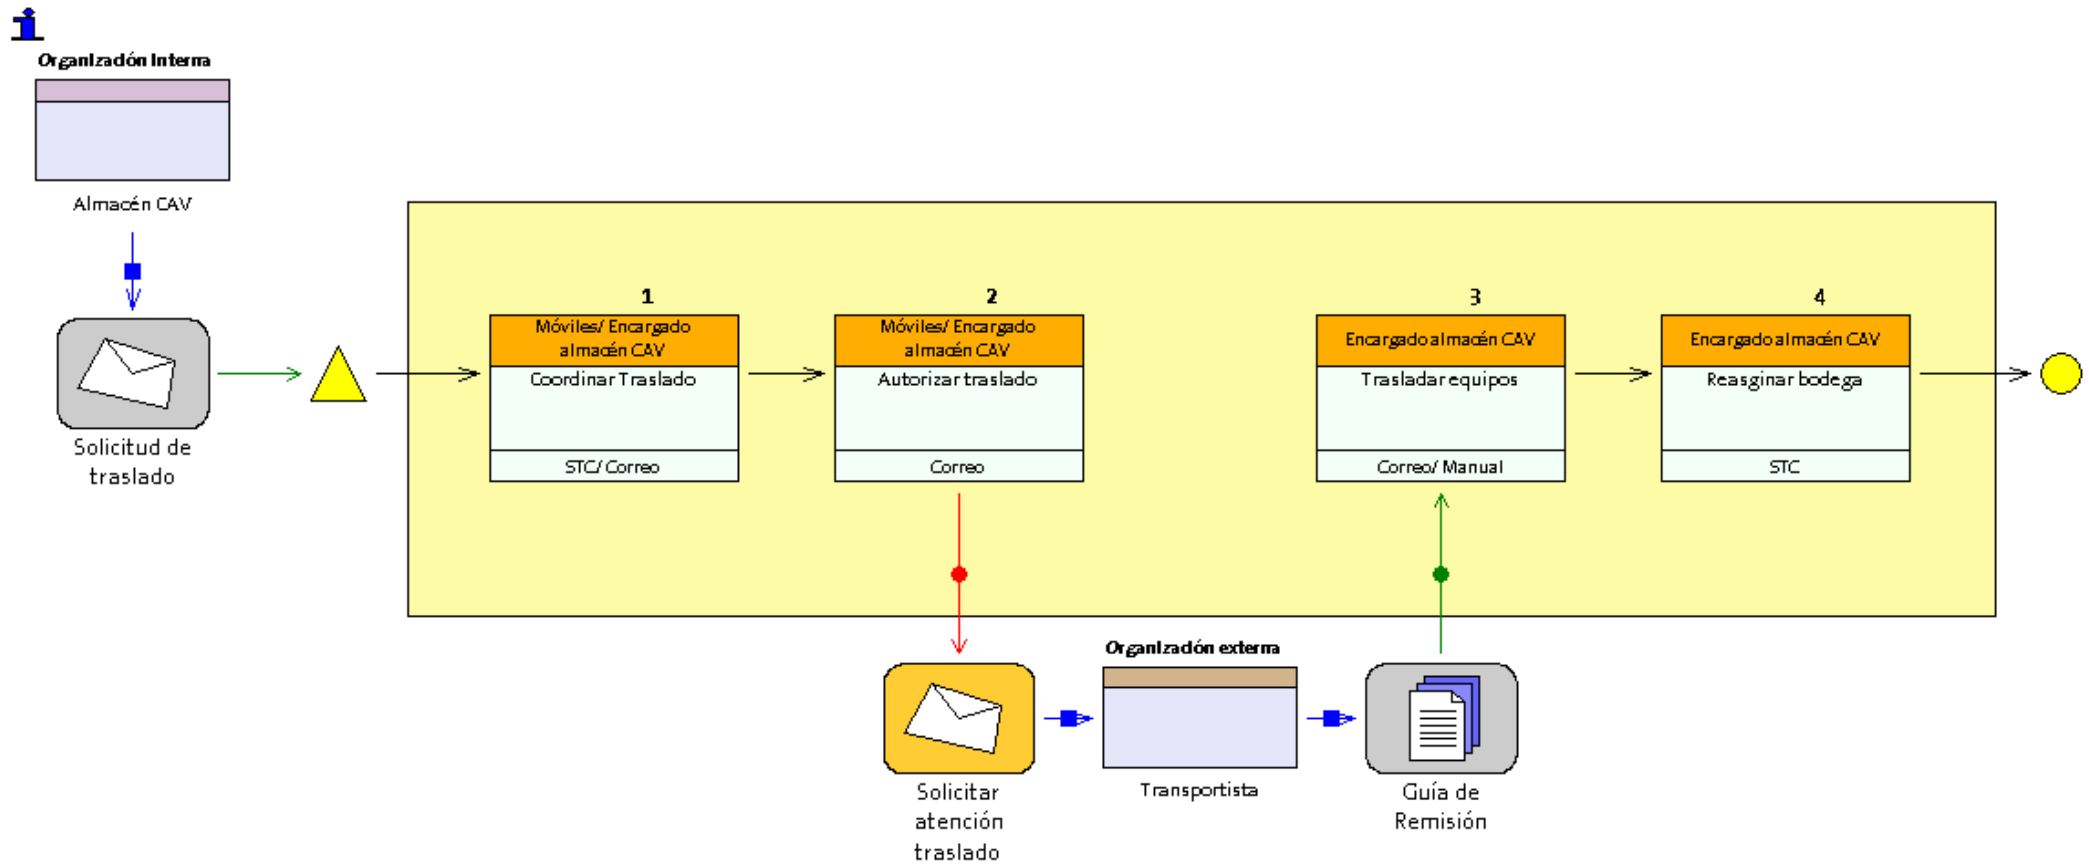 Organización interna
Almacén CAV
Solicitud de
traslado
1
Móviles/ Encargado
almacén CAV
Coordinar Traslado
STC/ Correo
2
Móviles/ Encargado
almacén CAV
Autorizar traslado
Correo
3
Encargado almacén CAV
Trasladar equipos
Correo/ Manual
4
Encargado almacén CAV
Reasginar bodega
STC
Solicitar
atención
traslado
Organización externa
Transportista
Guía de
Remisión